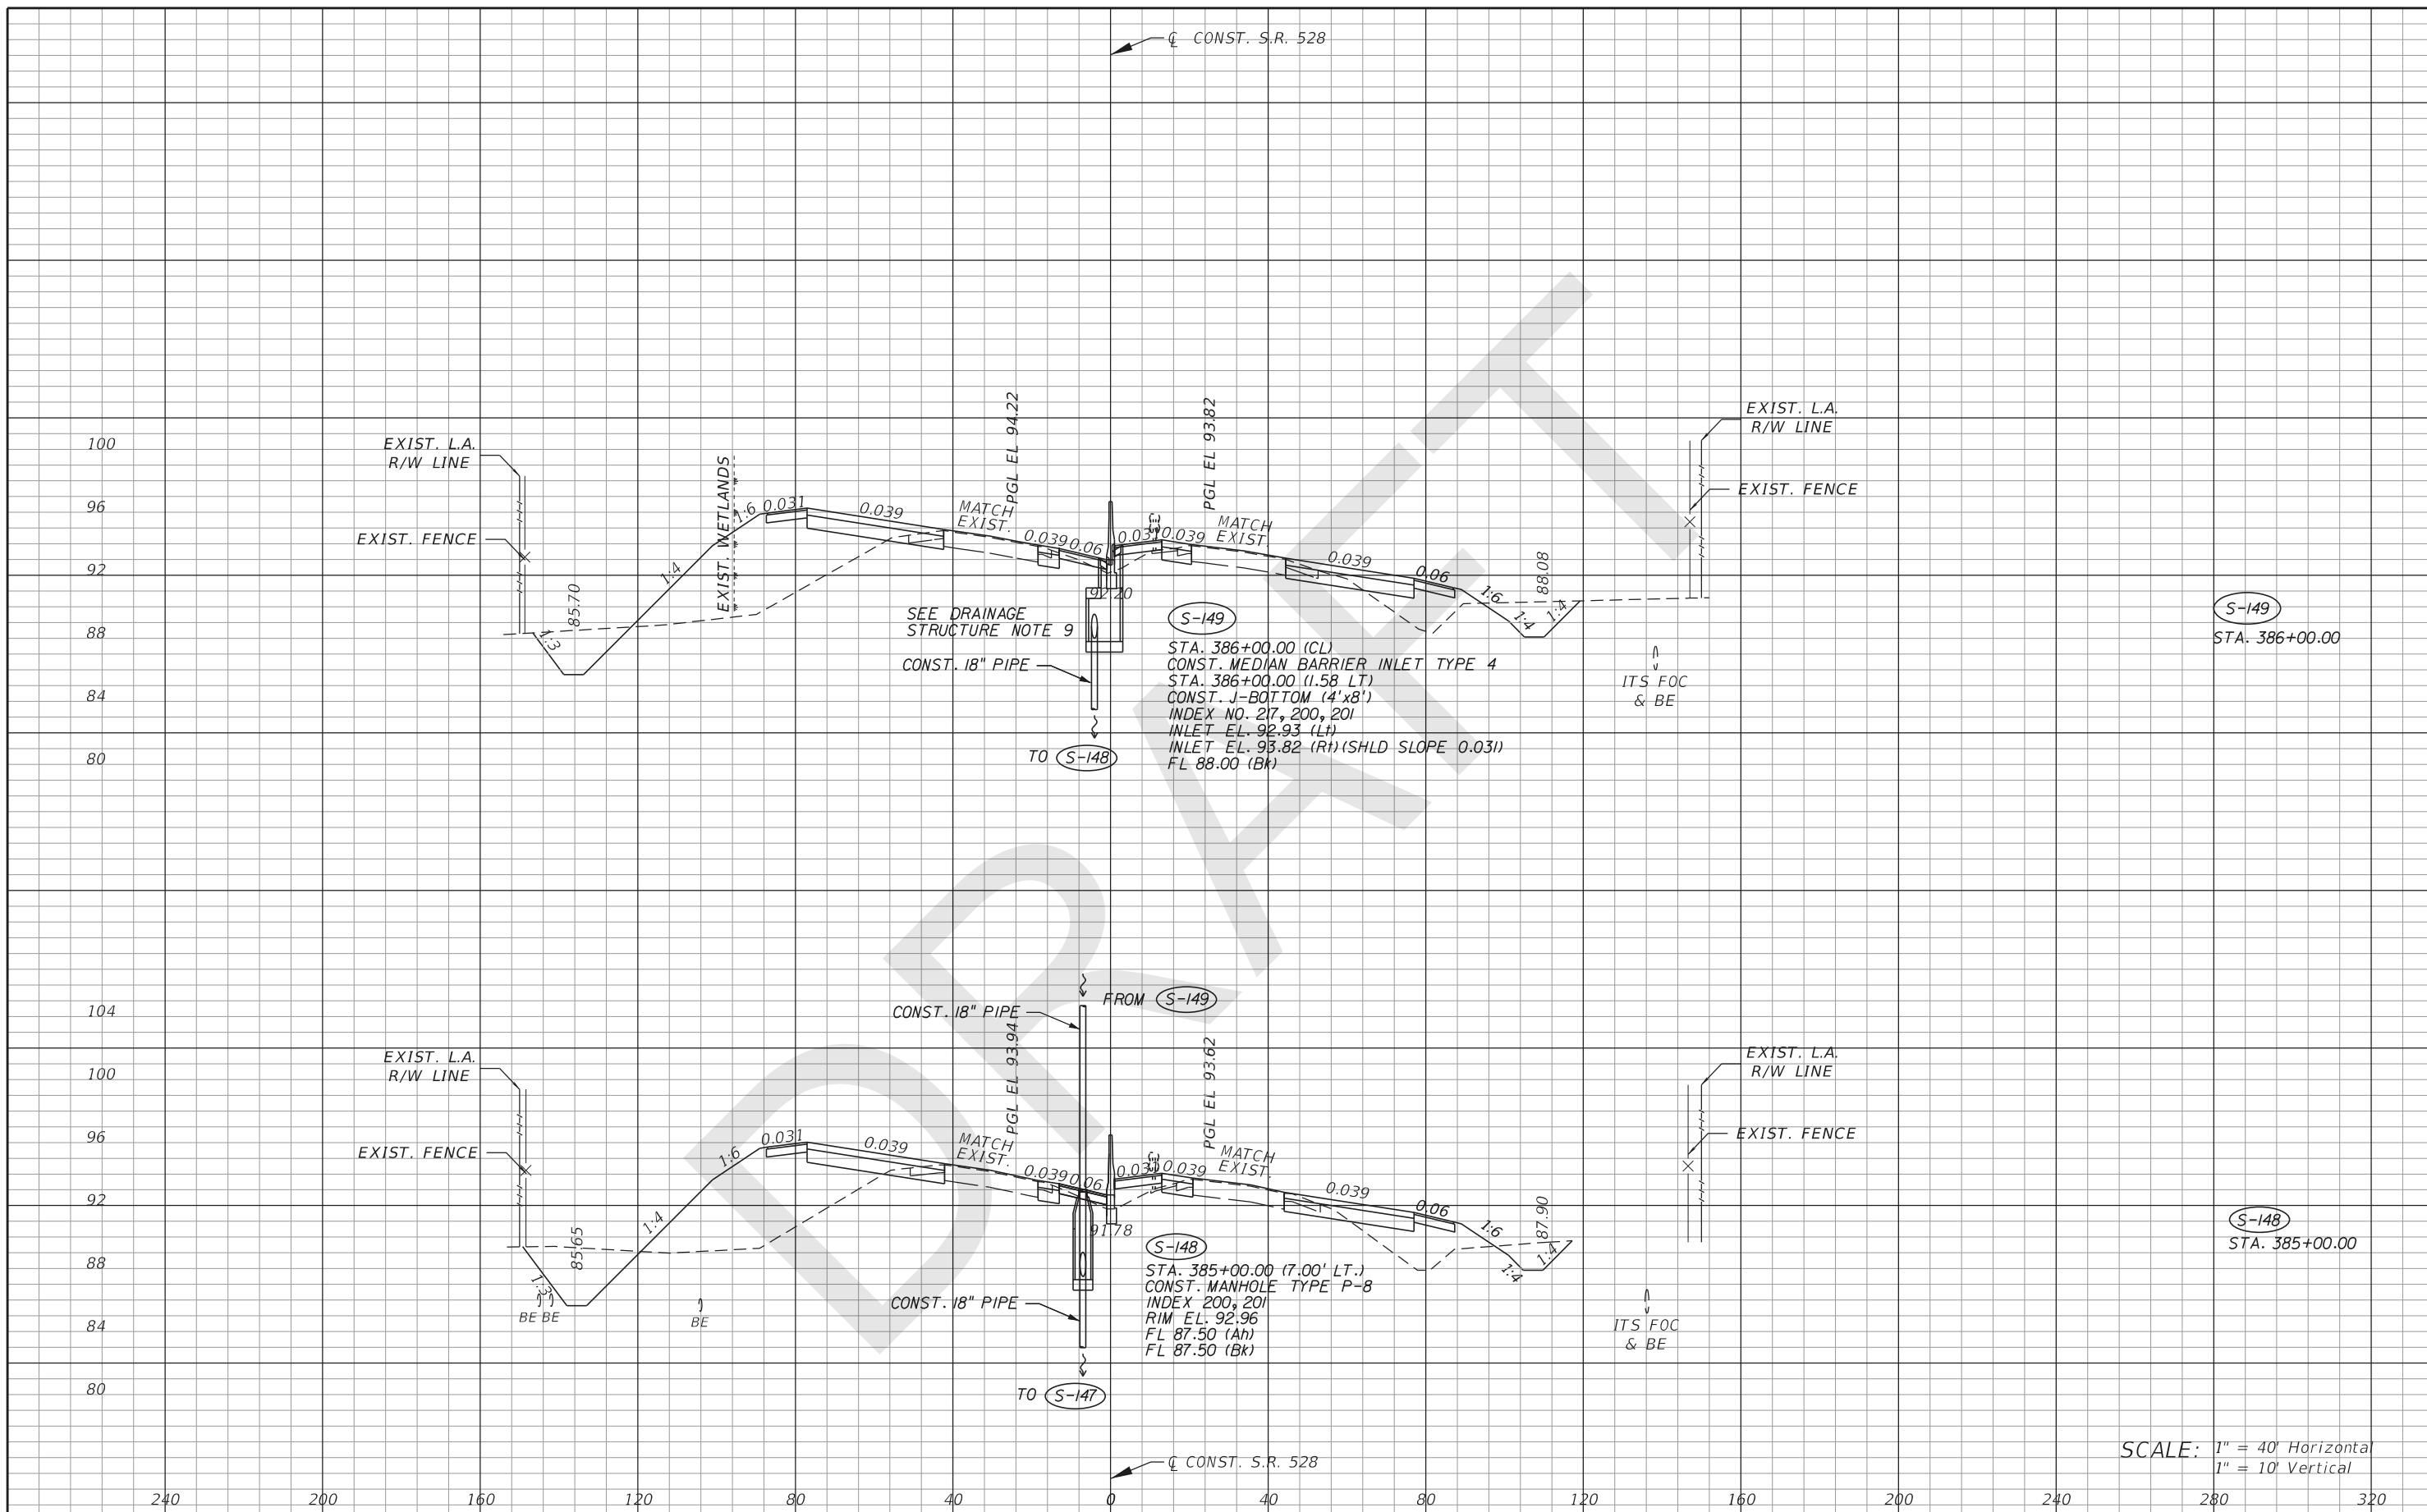 ℄ CONST. S.R. 528
100
96
92
88
84
80
EXIST. L.A.
R/W LINE
EXIST. FENCE
85.70
1:3
1:4
EXIST. WETLANDS
1:6
0.031
0.039
MATCH
EXIST.
PGL EL 94.22
0.039
0.06
0.031
0.039
PGL EL 93.82
MATCH
EXIST.
0.039
0.06
1:6
1:4
1:4
88.08
EXIST. L.A.
R/W LINE
EXIST. FENCE
92.20
SEE DRAINAGE
STRUCTURE NOTE 9
CONST. 18" PIPE
TO S-148
S-149
STA. 386+00.00 (CL)
CONST. MEDIAN BARRIER INLET TYPE 4
STA. 386+00.00 (1.58 LT)
CONST. J-BOTTOM (4'x8')
INDEX NO. 217, 200, 201
INLET EL. 92.93 (Lt)
INLET EL. 93.82 (Rt)(SHLD SLOPE 0.031)
FL 88.00 (Bk)
ITS FOC
& BE
S-149
STA. 386+00.00
DRAFT
104
100
96
92
88
84
80
FROM S-149
CONST. 18" PIPE
EXIST. L.A.
R/W LINE
EXIST. FENCE
1:3
85.65
BE BE
BE
1:4
1:6
0.031
0.039
MATCH
EXIST.
PGL EL 93.94
0.039
0.06
0.031
0.039
PGL EL 93.62
MATCH
EXIST.
0.039
0.06
1:6
1:4
1:4
87.90
EXIST. L.A.
R/W LINE
EXIST. FENCE
91.78
CONST. 18" PIPE
TO S-147
S-148
STA. 385+00.00 (7.00' LT.)
CONST. MANHOLE TYPE P-8
INDEX 200, 201
RIM EL. 92.96
FL 87.50 (Ah)
FL 87.50 (Bk)
ITS FOC
& BE
S-148
STA. 385+00.00
℄ CONST. S.R. 528
SCALE: 1" = 40' Horizontal
1" = 10' Vertical
240 200 160 120 80 40 0 40 80 120 160 200 240 280 320